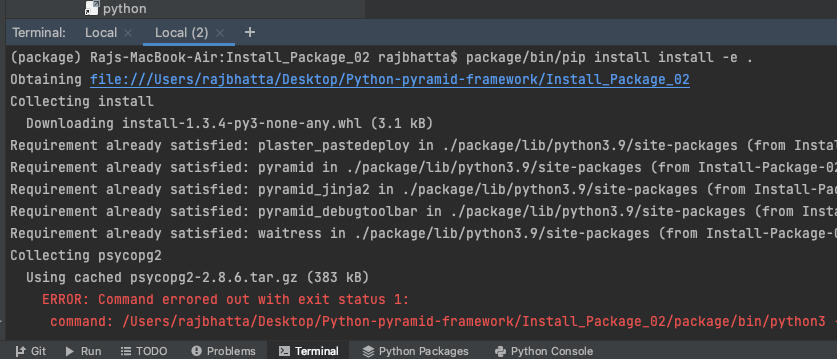 python
Terminal: Local × Local (2) × +
(package) Rajs-MacBook-Air:Install_Package_02 rajbhatta$ package/bin/pip install install -e .
Obtaining file:///Users/rajbhatta/Desktop/Python-pyramid-framework/Install_Package_02
Collecting install
Downloading install-1.3.4-py3-none-any.whl (3.1 kB)
Requirement already satisfied: plaster_pastedeploy in ./package/lib/python3.9/site-packages (from Instal
Requirement already satisfied: pyramid in ./package/lib/python3.9/site-packages (from Install-Package-02
Requirement already satisfied: pyramid_jinja2 in ./package/lib/python3.9/site-packages (from Install-Pac
Requirement already satisfied: pyramid_debugtoolbar in ./package/lib/python3.9/site-packages (from Insta
Requirement already satisfied: waitress in ./package/lib/python3.9/site-packages (from Install-Package-0
Collecting psycopg2
Using cached psycopg2-2.8.6.tar.gz (383 kB)
ERROR: Command errored out with exit status 1:
command: /Users/rajbhatta/Desktop/Python-pyramid-framework/Install_Package_02/package/bin/python3 -
Git Run TODO Problems Terminal Python Packages Python Console